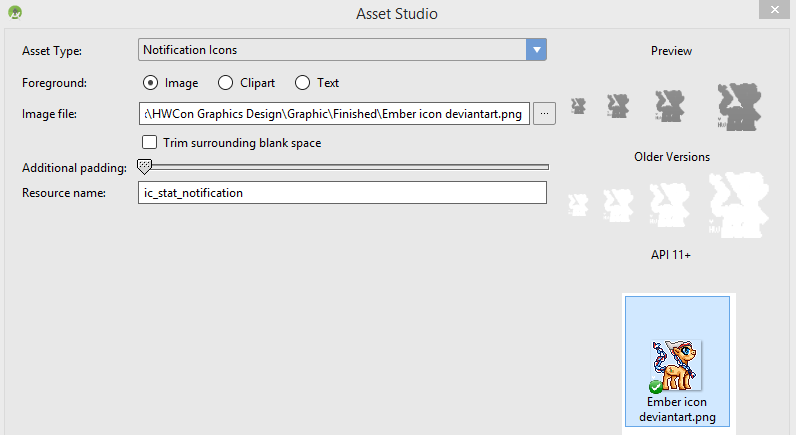 Asset Studio
Asset Type:
Notification Icons
Preview
Foreground:
Image
Clipart
Text
Image file:
:\HWCon Graphics Design\Graphic\Finished\Ember icon deviantart.png
...
Trim surrounding blank space
Older Versions
Additional padding:
Resource name:
ic_stat_notification
API 11+
Ember icon
deviantart.png